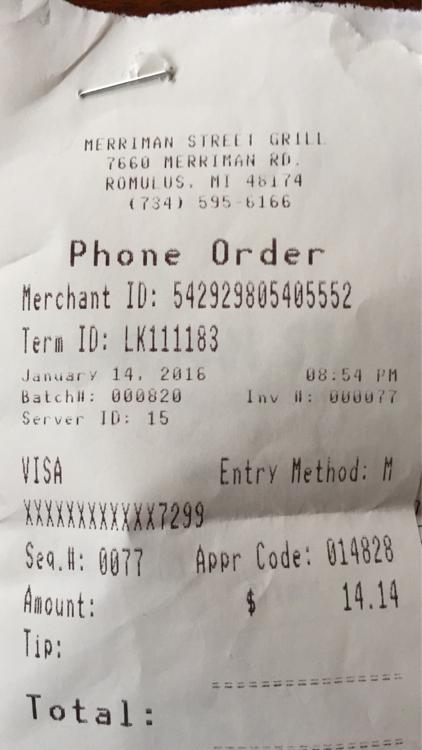 MERRIMAN STREET GRILL
7660 MERRIMAN RD.
ROMULUS, MI 48174
(734) 595-6166
Phone Order
Merchant ID: 542929805405552
Term ID: LK111183
January 14, 2016 08:54 PM
Batch#: 000820 Inv #: 000077
Server ID: 15
VISA Entry Method: M
XXXXXXXXXXXX7299
Seq.#: 0077 Appr Code: 014828
Amount: $ 14.14
Tip:
===============
Total:
===============